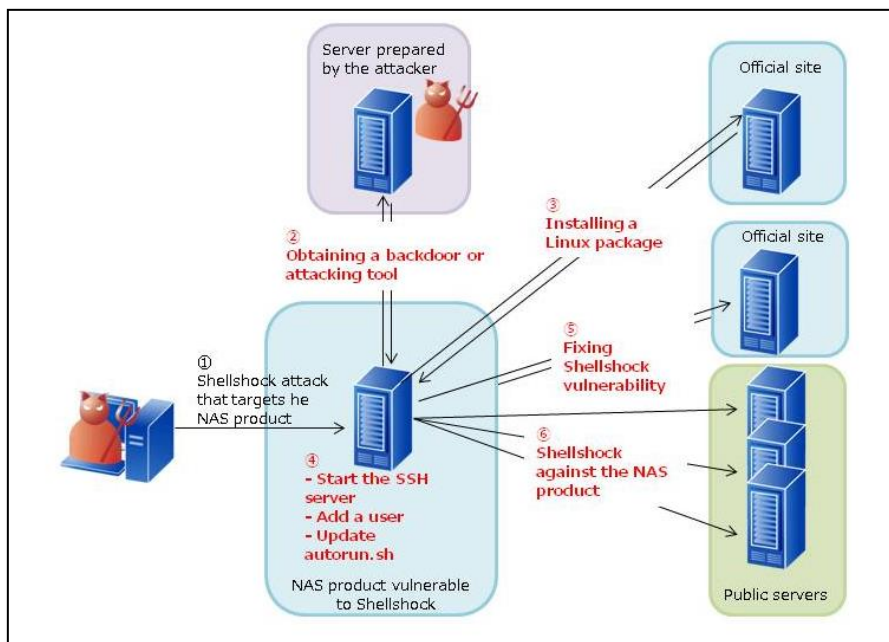 Server prepared
by the attacker
Official site
③
Installing a
Linux package
②
Obtaining a backdoor or
attacking tool
Official site
①
Shellshock attack
that targets he
NAS product
⑤
Fixing
Shellshock
vulnerability
④
- Start the SSH
server
- Add a user
- Update
autorun.sh
⑥
Shellshock
against the NAS
product
NAS product vulnerable
to Shellshock
Public servers